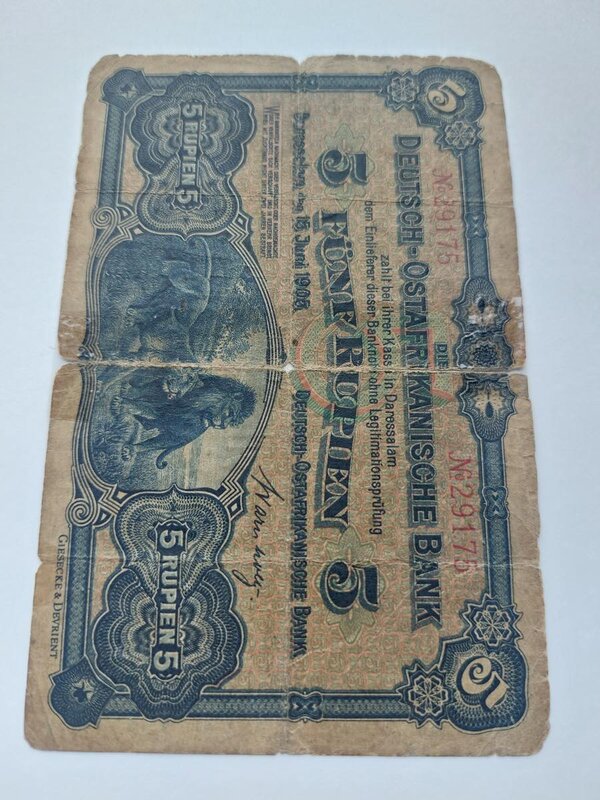 5
5
No 29175
No 29175
DIE
DEUTSCH-OSTAFRIKANISCHE BANK
zahlt bei ihrer Kasse in Daressalam
dem Einlieferer dieser Banknote ohne Legitimationsprüfung
5 FÜNF RUPIEN 5
Daressalam, den 15. Juni 1905.
DEUTSCH-OSTAFRIKANISCHE BANK.
5 RUPIEN 5
5 RUPIEN 5
GIESECKE & DEVRIENT